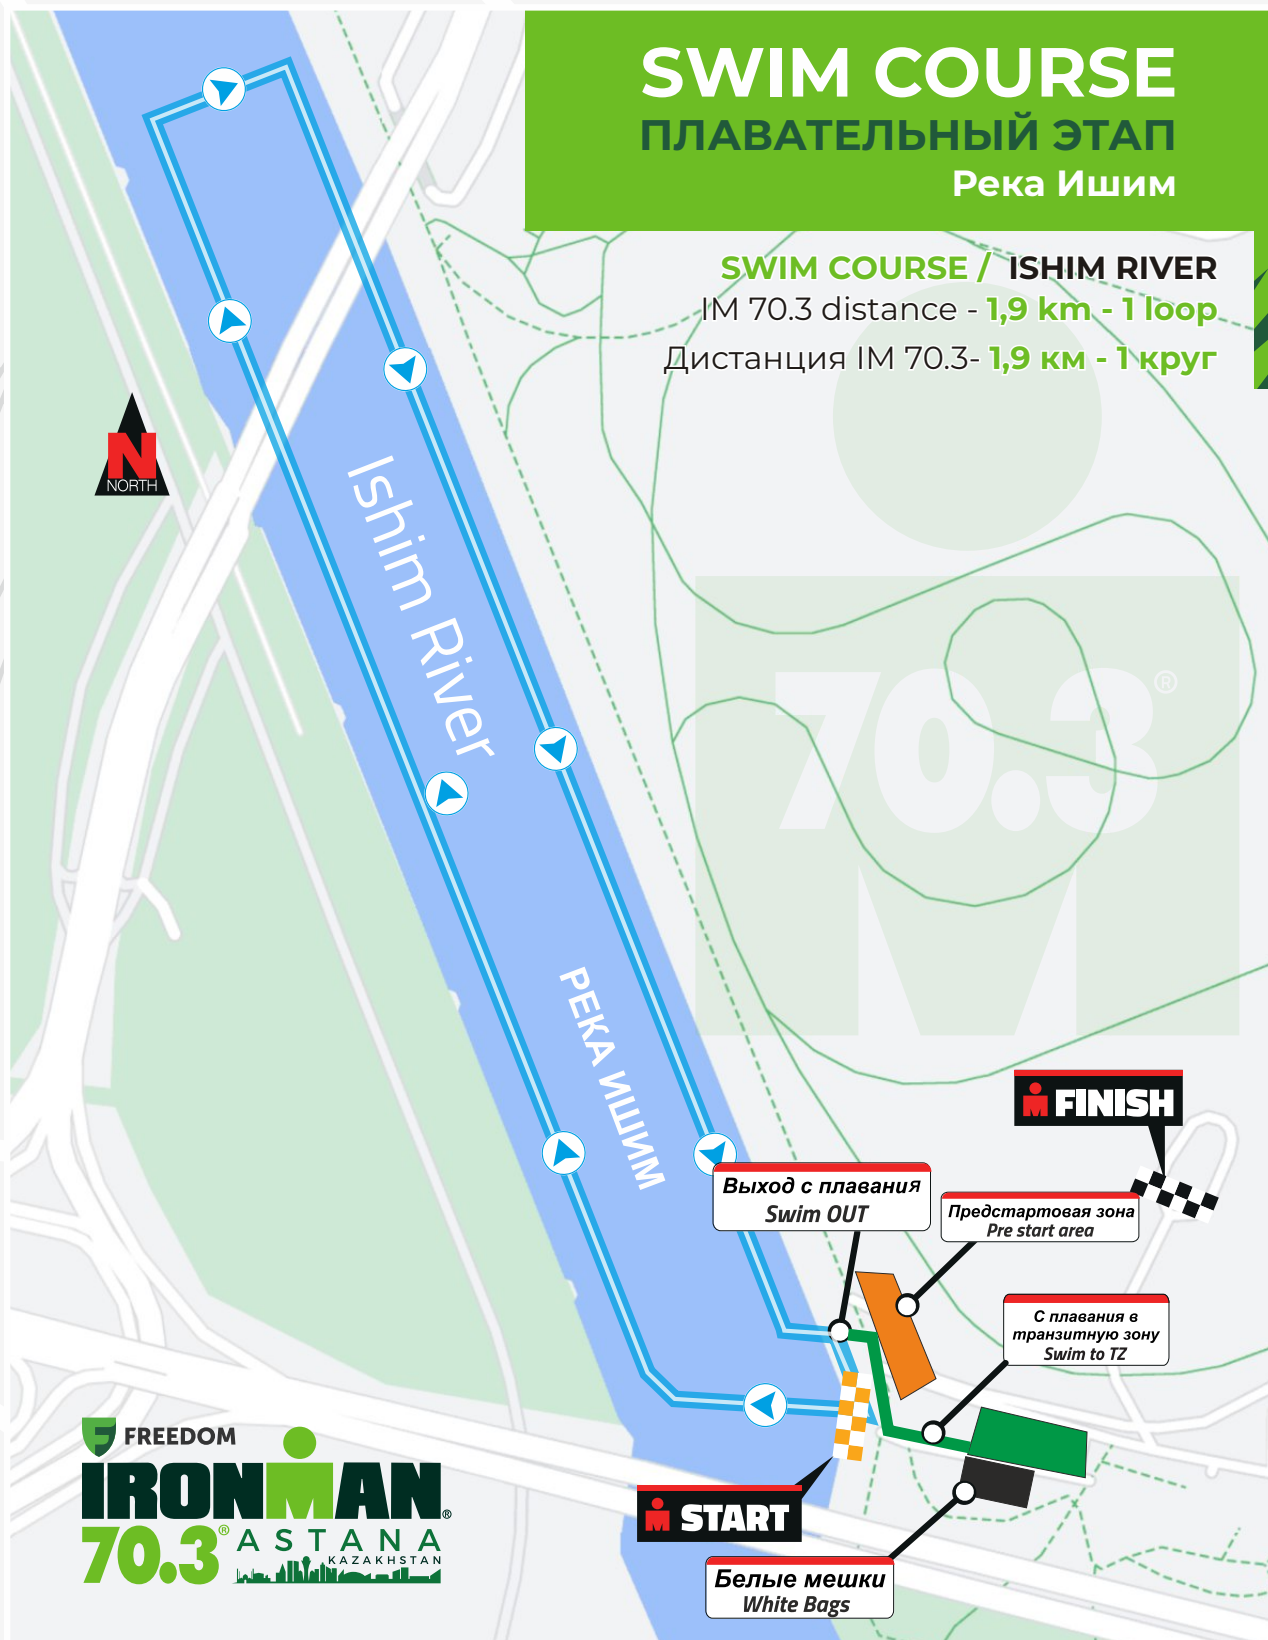 SWIM COURSE
ПЛАВАТЕЛЬНЫЙ ЭТАП
Река Ишим
SWIM COURSE / ISHIM RIVER
IM 70.3 distance - 1,9 km - 1 loop
Дистанция IM 70.3- 1,9 км - 1 круг
N
NORTH
Ishim River
70.3®
РЕКА ИШИМ
FINISH
Выход с плавания
Swim OUT
Предстартовая зона
Pre start area
С плавания в
транзитную зону
Swim to TZ
START
Белые мешки
White Bags
FREEDOM
IRONMAN®
70.3® ASTANA
KAZAKHSTAN